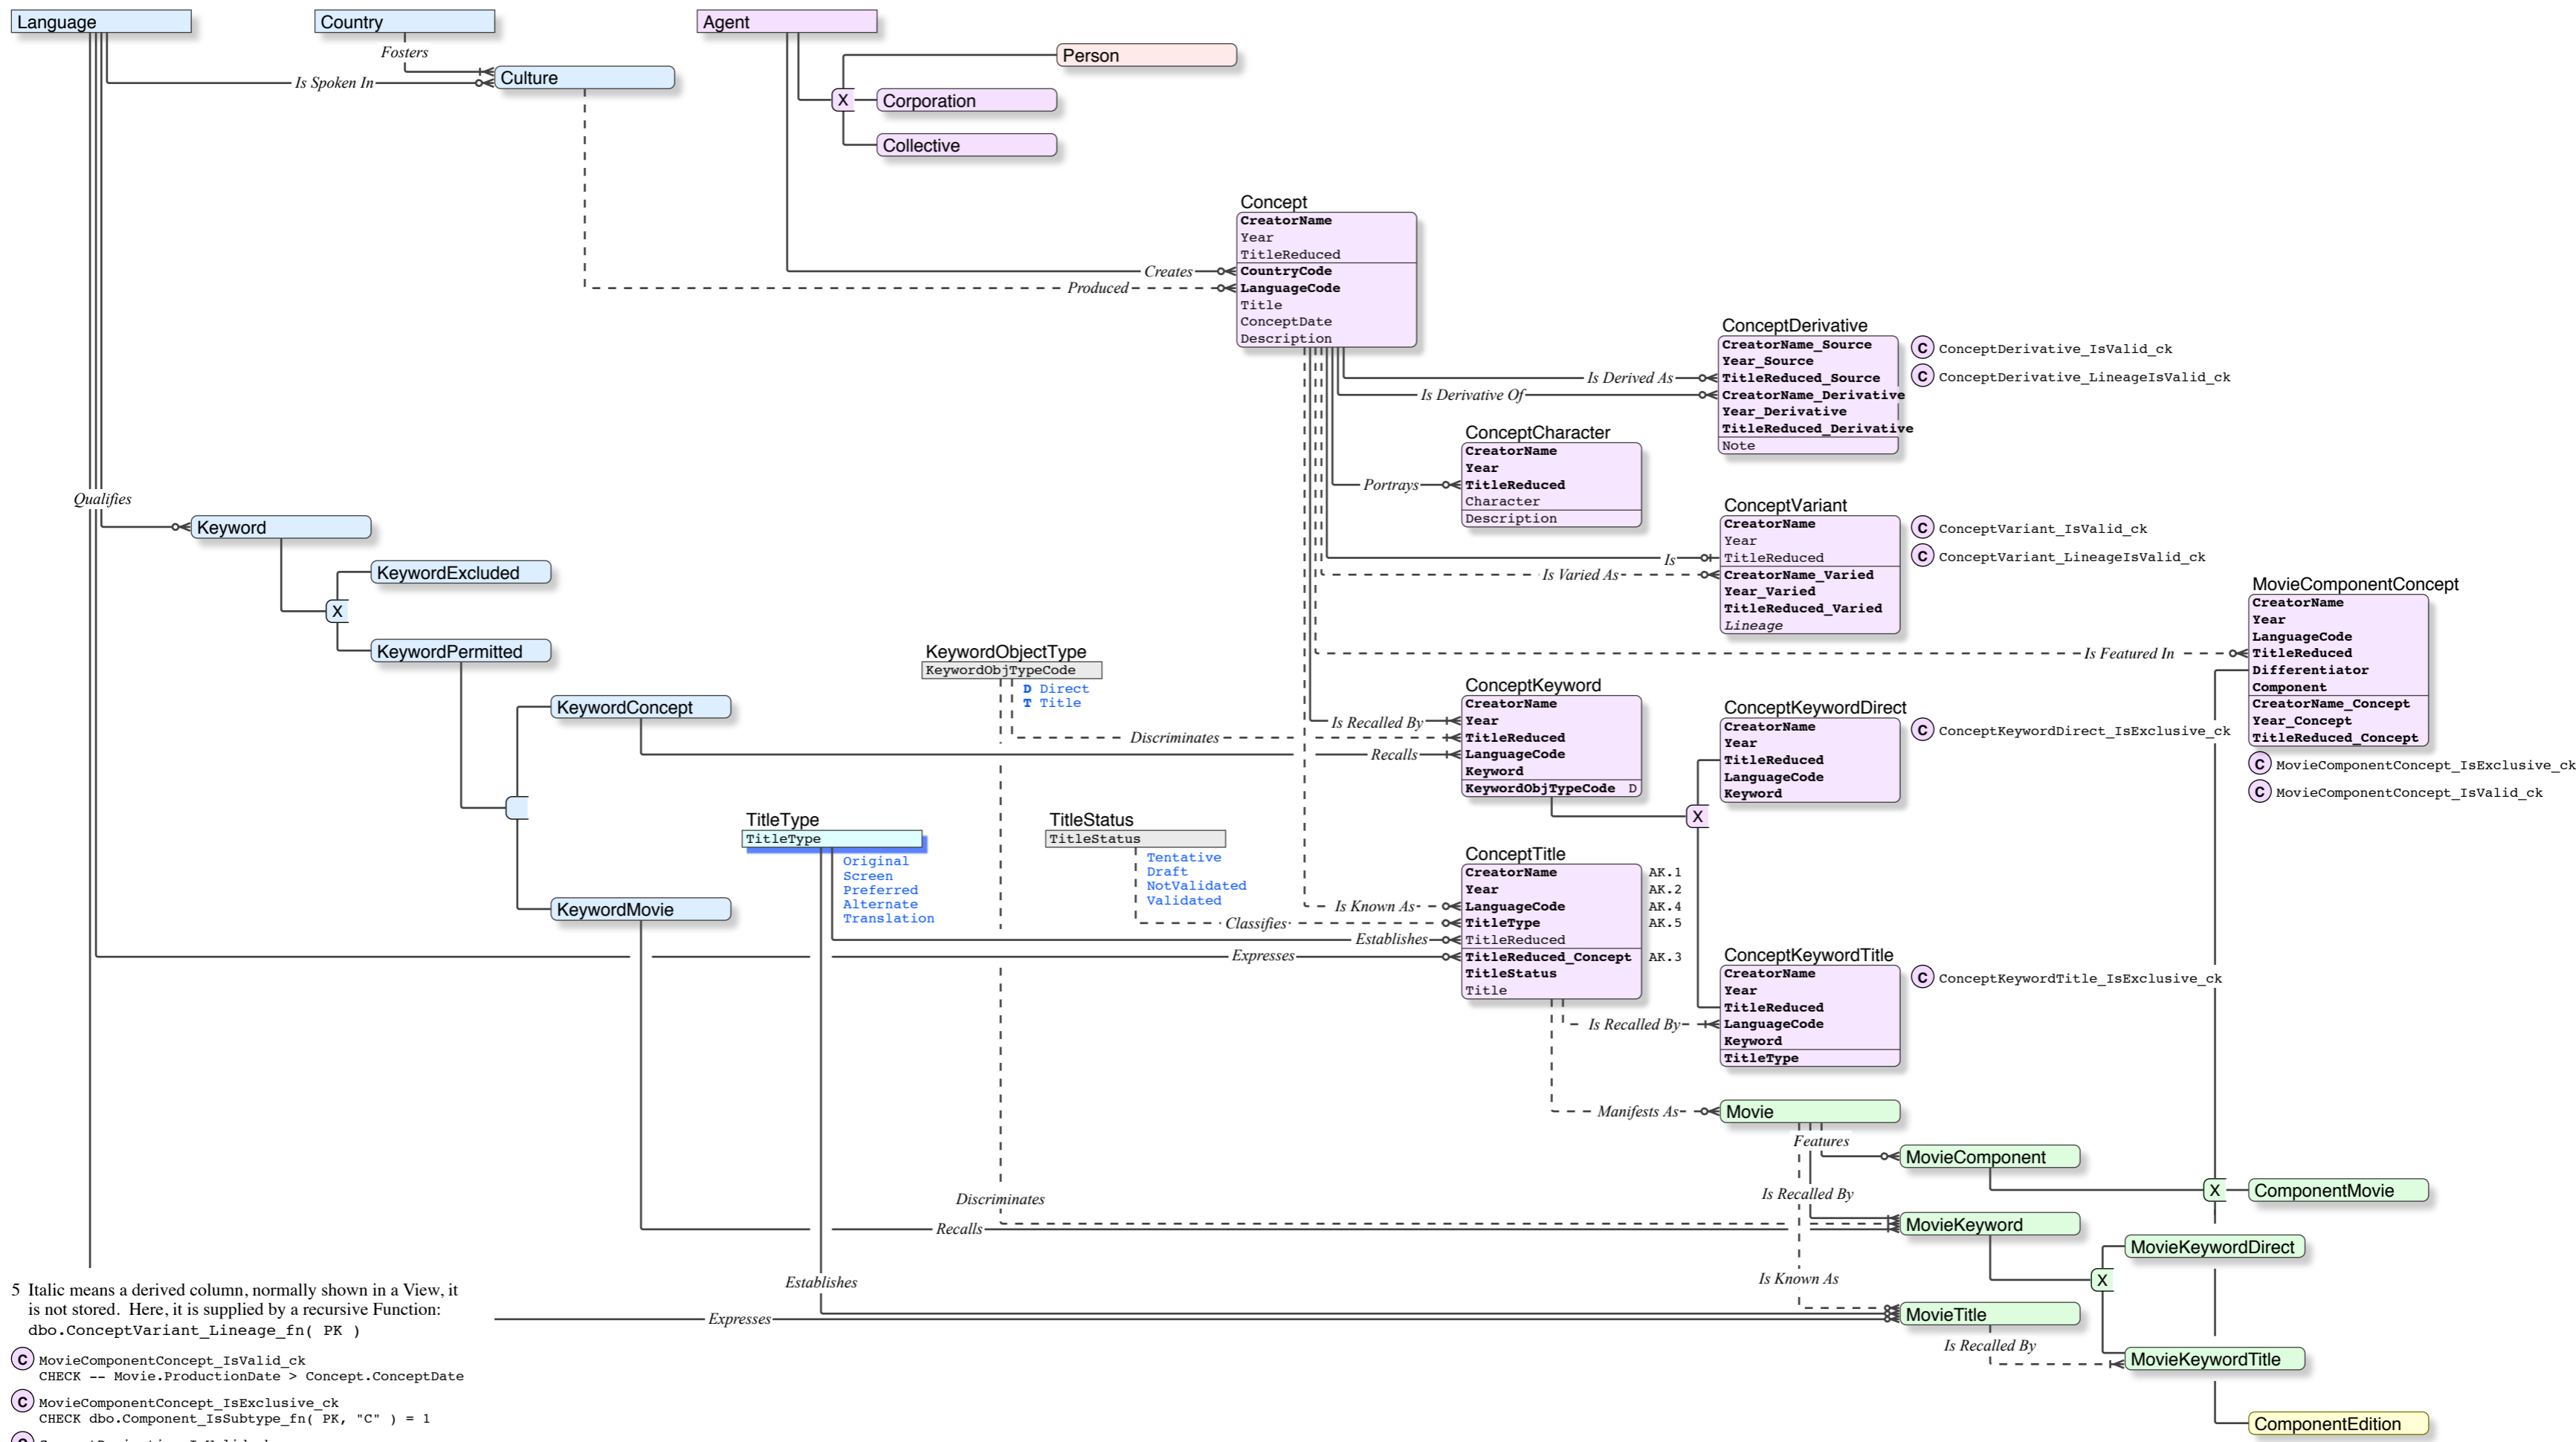 Language
Country
Agent
Fosters
Person
Is Spoken In
Culture
X
Corporation
Collective
Concept
CreatorName
Year
TitleReduced
Creates
CountryCode
Produced
LanguageCode
Title
ConceptDate
Description
ConceptDerivative
CreatorName_Source
Year_Source
Is Derived As
TitleReduced_Source
Is Derivative Of
CreatorName_Derivative
Year_Derivative
TitleReduced_Derivative
Note
C ConceptDerivative_IsValid_ck
C ConceptDerivative_LineageIsValid_ck
ConceptCharacter
CreatorName
Year
Portrays
TitleReduced
Character
Description
Qualifies
Keyword
KeywordExcluded
X
KeywordPermitted
ConceptVariant
CreatorName
Year
Is
TitleReduced
Is Varied As
CreatorName_Varied
Year_Varied
TitleReduced_Varied
Lineage
C ConceptVariant_IsValid_ck
C ConceptVariant_LineageIsValid_ck
MovieComponentConcept
CreatorName
Year
LanguageCode
Is Featured In
TitleReduced
Differentiator
Component
CreatorName_Concept
Year_Concept
TitleReduced_Concept
C MovieComponentConcept_IsExclusive_ck
C MovieComponentConcept_IsValid_ck
KeywordObjectType
KeywordObjTypeCode
D Direct
T Title
KeywordConcept
ConceptKeyword
CreatorName
Is Recalled By
Year
Discriminates
TitleReduced
Recalls
LanguageCode
Keyword
KeywordObjTypeCode D
ConceptKeywordDirect
CreatorName
Year
TitleReduced
LanguageCode
Keyword
C ConceptKeywordDirect_IsExclusive_ck
X
TitleType
TitleType
Original
Screen
Preferred
Alternate
Translation
TitleStatus
TitleStatus
Tentative
Draft
NotValidated
Validated
KeywordMovie
ConceptTitle
CreatorName AK.1
Year AK.2
Is Known As
LanguageCode AK.4
Classifies
TitleType AK.5
Establishes
TitleReduced
Expresses
TitleReduced_Concept AK.3
TitleStatus
Title
ConceptKeywordTitle
CreatorName
Year
TitleReduced
Is Recalled By
LanguageCode
Keyword
TitleType
C ConceptKeywordTitle_IsExclusive_ck
Manifests As
Movie
Features
MovieComponent
Is Recalled By
X
ComponentMovie
Discriminates
Recalls
MovieKeyword
MovieKeywordDirect
X
Is Known As
Establishes
Expresses
MovieTitle
Is Recalled By
MovieKeywordTitle
ComponentEdition
5 Italic means a derived column, normally shown in a View, it
is not stored. Here, it is supplied by a recursive Function:
dbo.ConceptVariant_Lineage_fn( PK )
C MovieComponentConcept_IsValid_ck
CHECK -- Movie.ProductionDate > Concept.ConceptDate
C MovieComponentConcept_IsExclusive_ck
CHECK dbo.Component_IsSubtype_fn( PK, "C" ) = 1